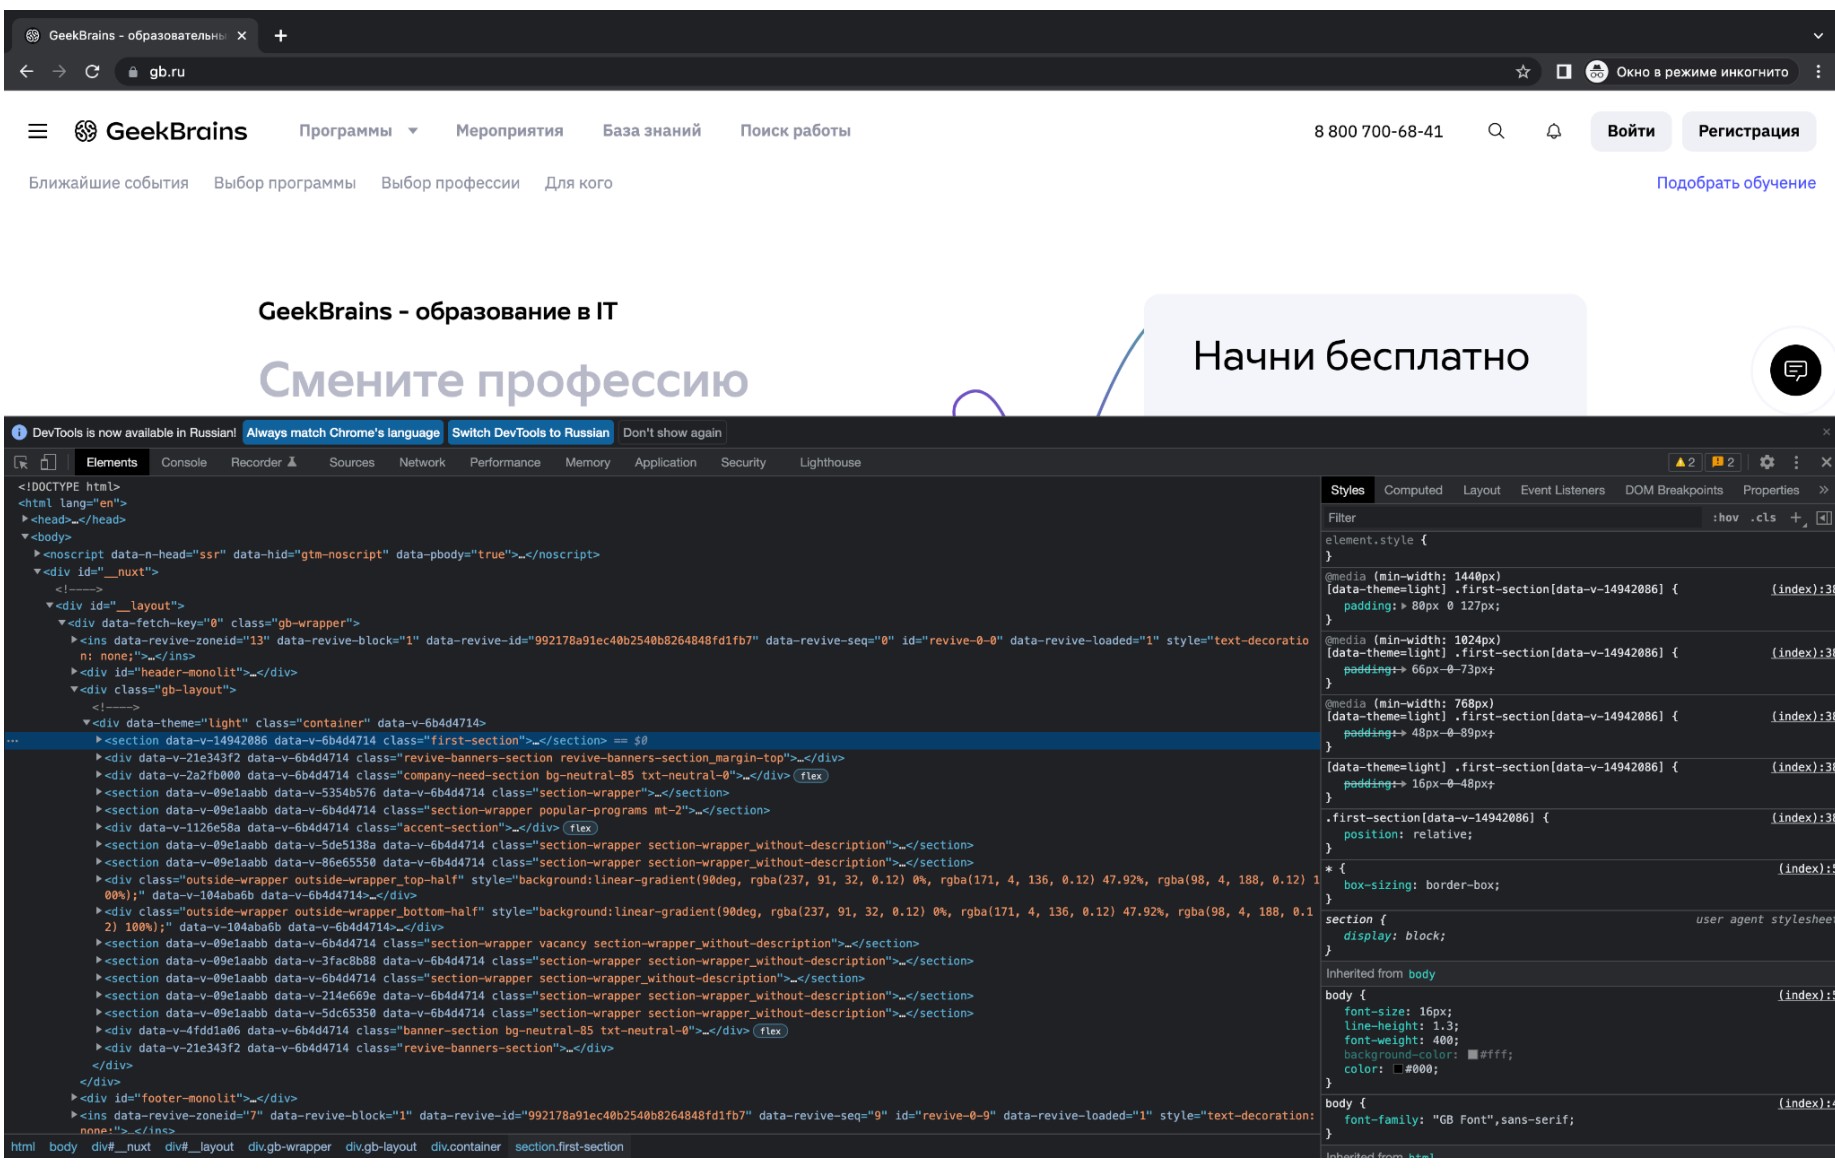 GeekBrains - образовательны
gb.ru
Окно в режиме инкогнито
GeekBrains Программы Мероприятия База знаний Поиск работы 8 800 700-68-41 Войти Регистрация
Ближайшие события Выбор программы Выбор профессии Для кого Подобрать обучение
GeekBrains - образование в IT
Смените профессию
Начни бесплатно
DevTools is now available in Russian! Always match Chrome's language Switch DevTools to Russian Don't show again
Elements Console Recorder Sources Network Performance Memory Application Security Lighthouse 2 2
<!DOCTYPE html>
<html lang="en">
<head>…</head>
<body>
<noscript data-n-head="ssr" data-hid="gtm-noscript" data-pbody="true">…</noscript>
<div id="__nuxt">
<!---->
<div id="__layout">
<div data-fetch-key="0" class="gb-wrapper">
<ins data-revive-zoneid="13" data-revive-block="1" data-revive-id="992178a91ec40b2540b8264848fd1fb7" data-revive-seq="0" id="revive-0-0" data-revive-loaded="1" style="text-decoratio
n: none;">…</ins>
<div id="header-monolit">…</div>
<div class="gb-layout">
<!---->
<div data-theme="light" class="container" data-v-6b4d4714>
<section data-v-14942086 data-v-6b4d4714 class="first-section">…</section> == $0
<div data-v-21e343f2 data-v-6b4d4714 class="revive-banners-section revive-banners-section_margin-top">…</div>
<div data-v-2a2fb000 data-v-6b4d4714 class="company-need-section bg-neutral-85 txt-neutral-0">…</div> flex
<section data-v-09e1aabb data-v-5354b576 data-v-6b4d4714 class="section-wrapper">…</section>
<section data-v-09e1aabb data-v-6b4d4714 class="section-wrapper popular-programs mt-2">…</section>
<div data-v-1126e58a data-v-6b4d4714 class="accent-section">…</div> flex
<section data-v-09e1aabb data-v-5de5138a data-v-6b4d4714 class="section-wrapper section-wrapper_without-description">…</section>
<section data-v-09e1aabb data-v-86e65550 data-v-6b4d4714 class="section-wrapper section-wrapper_without-description">…</section>
<div class="outside-wrapper outside-wrapper_top-half" style="background:linear-gradient(90deg, rgba(237, 91, 32, 0.12) 0%, rgba(171, 4, 136, 0.12) 47.92%, rgba(98, 4, 188, 0.12) 1
00%);" data-v-104aba6b data-v-6b4d4714>…</div>
<div class="outside-wrapper outside-wrapper_bottom-half" style="background:linear-gradient(90deg, rgba(237, 91, 32, 0.12) 0%, rgba(171, 4, 136, 0.12) 47.92%, rgba(98, 4, 188, 0.1
2) 100%);" data-v-104aba6b data-v-6b4d4714>…</div>
<section data-v-09e1aabb data-v-6b4d4714 class="section-wrapper vacancy section-wrapper_without-description">…</section>
<section data-v-09e1aabb data-v-3fac8b88 data-v-6b4d4714 class="section-wrapper section-wrapper_without-description">…</section>
<section data-v-09e1aabb data-v-6b4d4714 class="section-wrapper section-wrapper_without-description">…</section>
<section data-v-09e1aabb data-v-214e669e data-v-6b4d4714 class="section-wrapper section-wrapper_without-description">…</section>
<section data-v-09e1aabb data-v-5dc65350 data-v-6b4d4714 class="section-wrapper section-wrapper_without-description">…</section>
<div data-v-4fdd1a06 data-v-6b4d4714 class="banner-section bg-neutral-85 txt-neutral-0">…</div> flex
<div data-v-21e343f2 data-v-6b4d4714 class="revive-banners-section">…</div>
</div>
</div>
<div id="footer-monolit">…</div>
<ins data-revive-zoneid="7" data-revive-block="1" data-revive-id="992178a91ec40b2540b8264848fd1fb7" data-revive-seq="9" id="revive-0-9" data-revive-loaded="1" style="text-decoration:
none;">…</ins>
html body div#__nuxt div#__layout div.gb-wrapper div.gb-layout div.container section.first-section
Styles Computed Layout Event Listeners DOM Breakpoints Properties
Filter :hov .cls
element.style {
}
@media (min-width: 1440px)
[data-theme=light] .first-section[data-v-14942086] { (index):38
padding: 80px 0 127px;
}
@media (min-width: 1024px)
[data-theme=light] .first-section[data-v-14942086] { (index):38
padding: 66px 0 73px;
}
@media (min-width: 768px)
[data-theme=light] .first-section[data-v-14942086] { (index):38
padding: 48px 0 89px;
}
[data-theme=light] .first-section[data-v-14942086] { (index):38
padding: 16px 0 48px;
}
.first-section[data-v-14942086] { (index):38
position: relative;
}
* { (index):5
box-sizing: border-box;
}
section { user agent stylesheet
display: block;
}
Inherited from body
body { (index):5
font-size: 16px;
line-height: 1.3;
font-weight: 400;
background-color: #fff;
color: #000;
}
body { (index):4
font-family: "GB Font",sans-serif;
}
Inherited from html